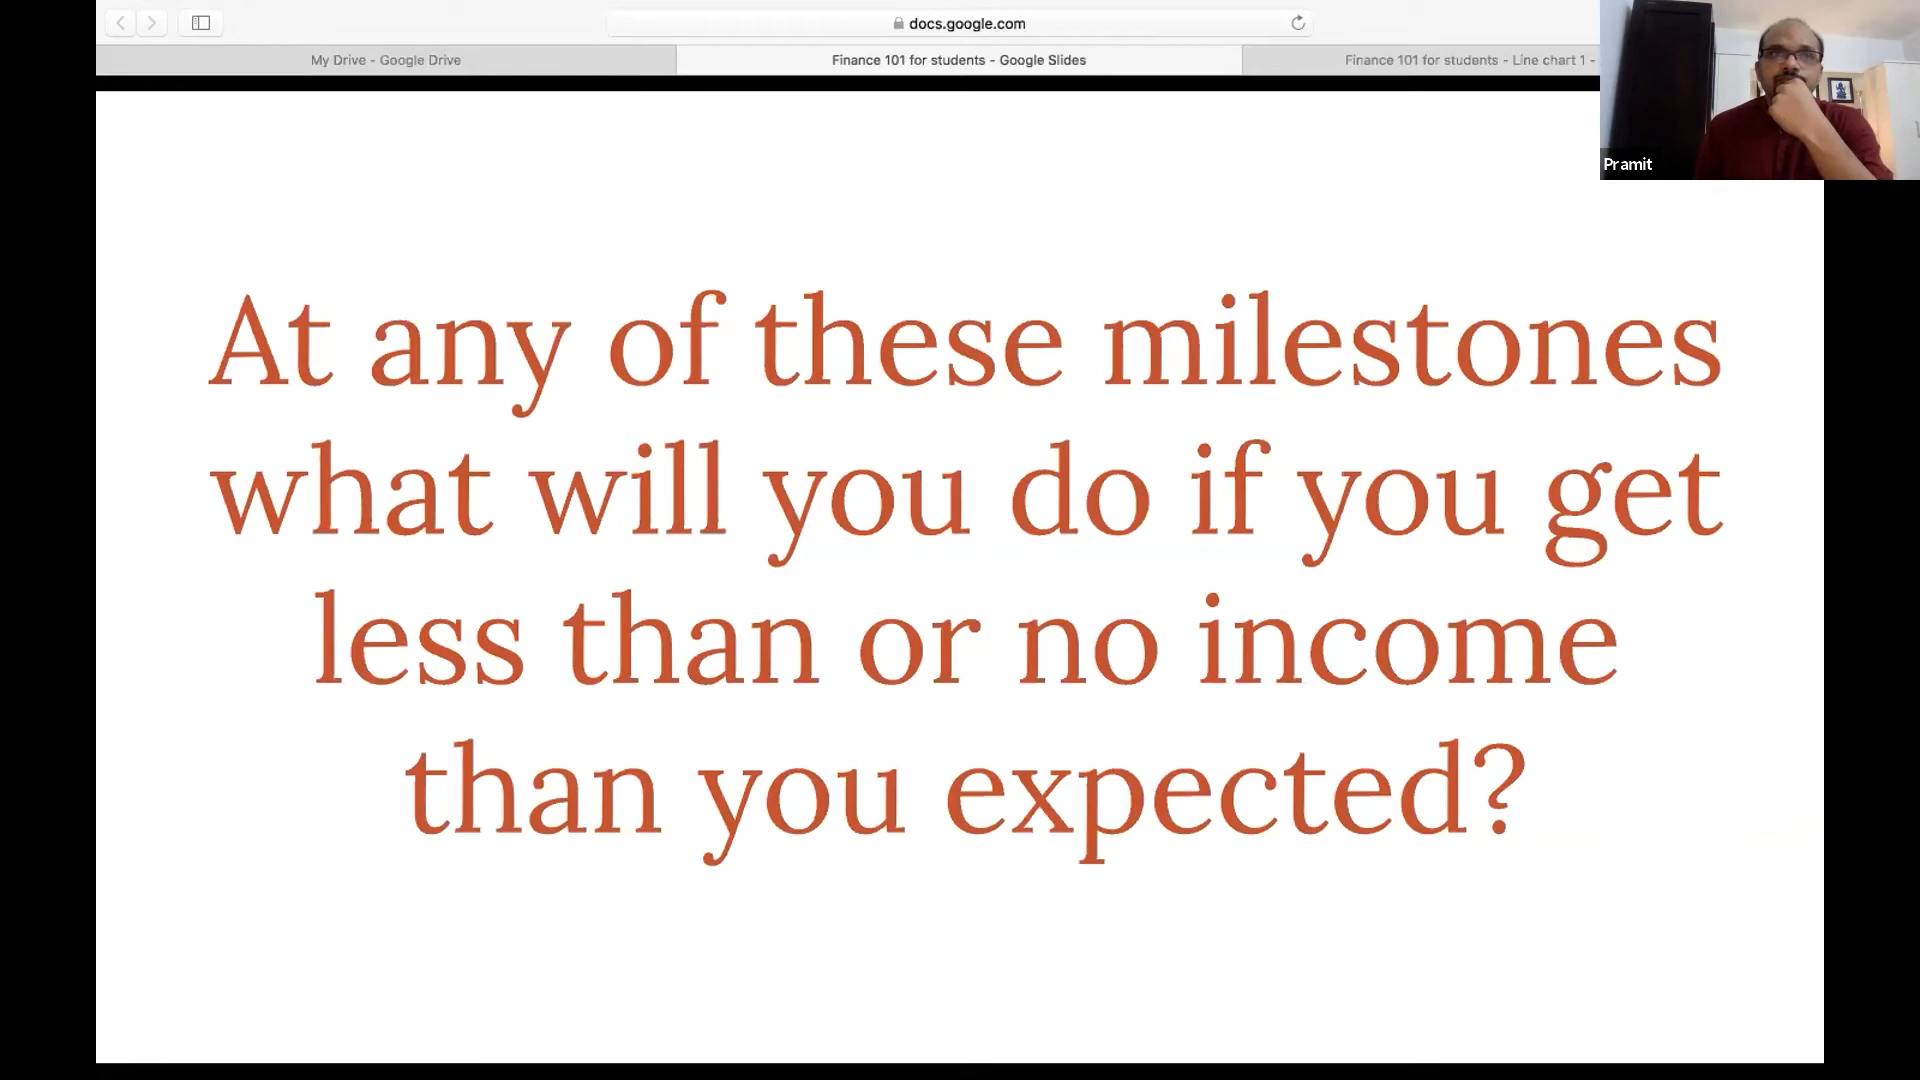 docs.google.com
My Drive - Google Drive
Finance 101 for students - Google Slides
Finance 101 for students - Line chart 1 -
Pramit
At any of these milestones
what will you do if you get
less than or no income
than you expected?